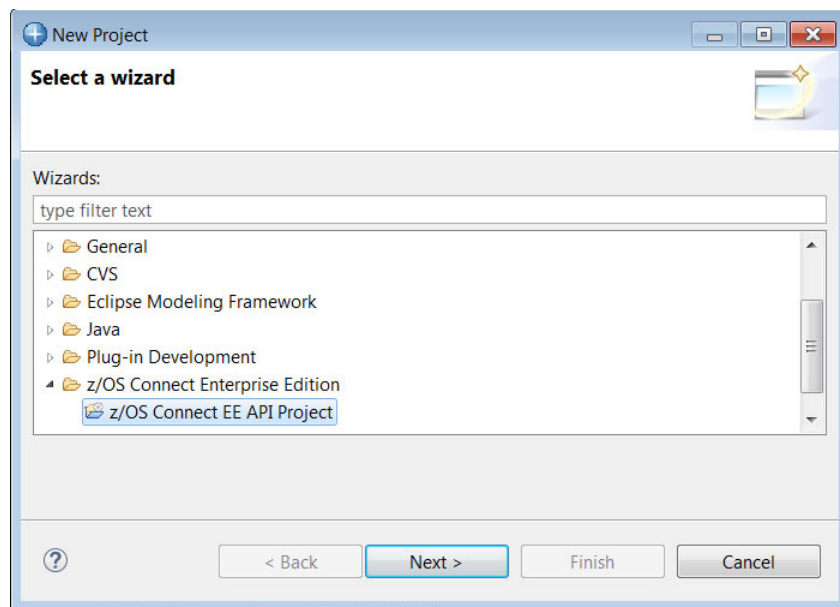 New Project
Select a wizard
Wizards:
type filter text
General
CVS
Eclipse Modeling Framework
Java
Plug-in Development
z/OS Connect Enterprise Edition
z/OS Connect EE API Project
? < Back Next > Finish Cancel